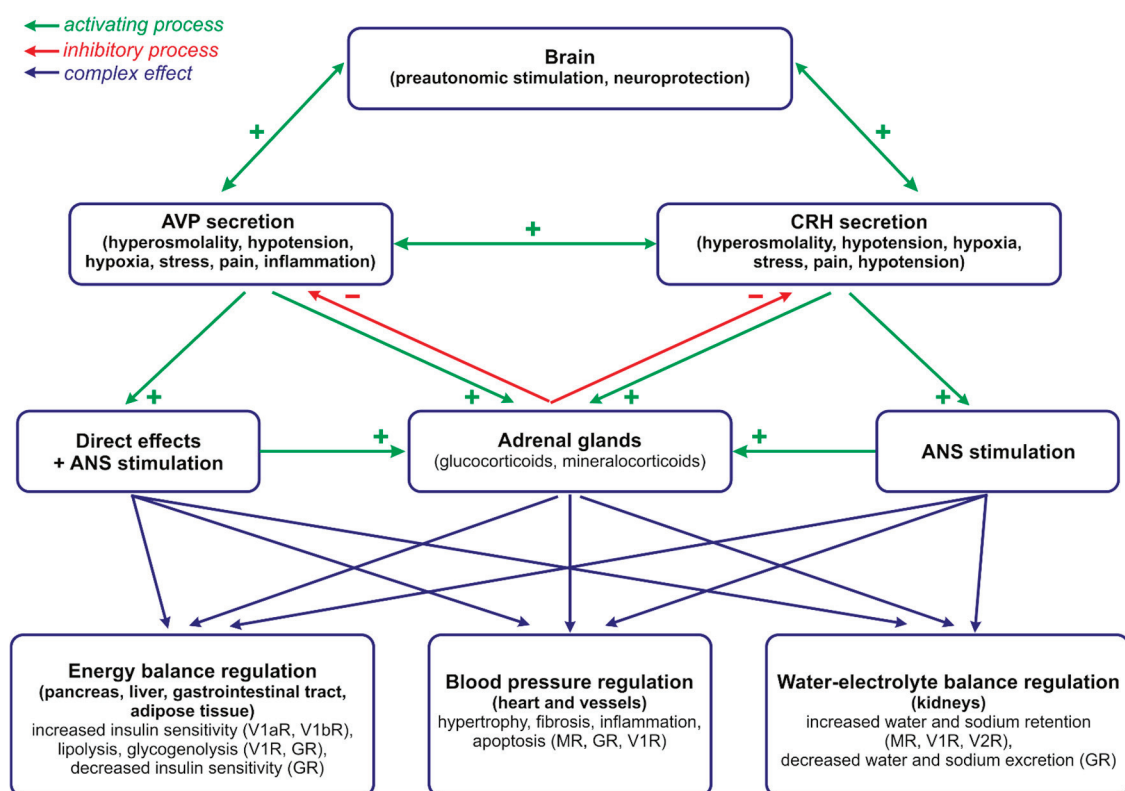 activating process
inhibitory process
complex effect
Brain
(preautonomic stimulation, neuroprotection)
+
+
AVP secretion
(hyperosmolality, hypotension,
hypoxia, stress, pain, inflammation)
+
CRH secretion
(hyperosmolality, hypotension, hypoxia,
stress, pain, hypotension)
−
−
+
+
+
+
Direct effects
+ ANS stimulation
+
Adrenal glands
(glucocorticoids, mineralocorticoids)
+
ANS stimulation
Energy balance regulation
(pancreas, liver, gastrointestinal tract,
adipose tissue)
increased insulin sensitivity (V1aR, V1bR),
lipolysis, glycogenolysis (V1R, GR),
decreased insulin sensitivity (GR)
Blood pressure regulation
(heart and vessels)
hypertrophy, fibrosis, inflammation,
apoptosis (MR, GR, V1R)
Water-electrolyte balance regulation
(kidneys)
increased water and sodium retention
(MR, V1R, V2R),
decreased water and sodium excretion (GR)